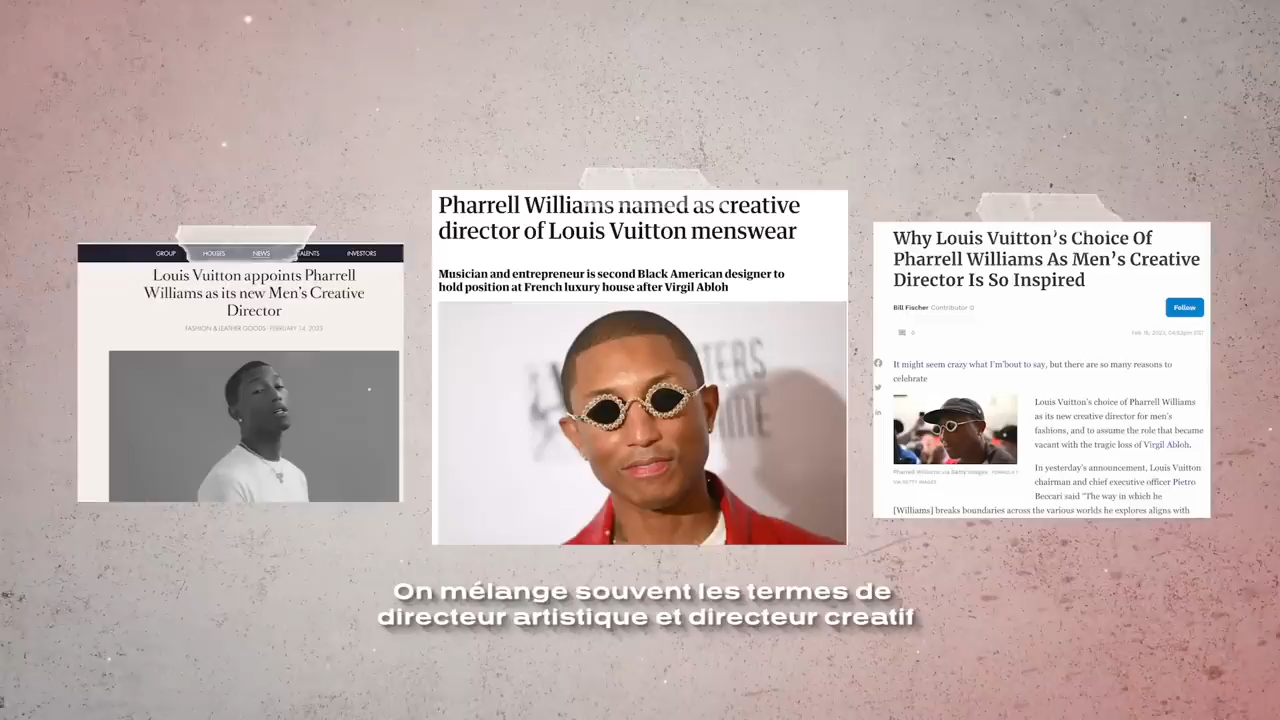 GROUP HOUSES NEWS TALENTS INVESTORS
Louis Vuitton appoints Pharrell
Williams as its new Men's Creative
Director
FASHION & LEATHER GOODS · FEBRUARY 14, 2023
Pharrell Williams named as creative
director of Louis Vuitton menswear
Musician and entrepreneur is second Black American designer to
hold position at French luxury house after Virgil Abloh
Why Louis Vuitton's Choice Of
Pharrell Williams As Men's Creative
Director Is So Inspired
Bill Fischer Contributor
Follow
0
It might seem crazy what I'm'bout to say, but there are so many reasons to
celebrate
Louis Vuitton's choice of Pharrell Williams
as its new creative director for men's
fashions, and to assume the role that became
vacant with the tragic loss of Virgil Abloh.
In yesterday's announcement, Louis Vuitton
chairman and chief executive officer Pietro
Beccari said "The way in which he
[Williams] breaks boundaries across the various worlds he explores aligns with
On mélange souvent les termes de
directeur artistique et directeur creatif